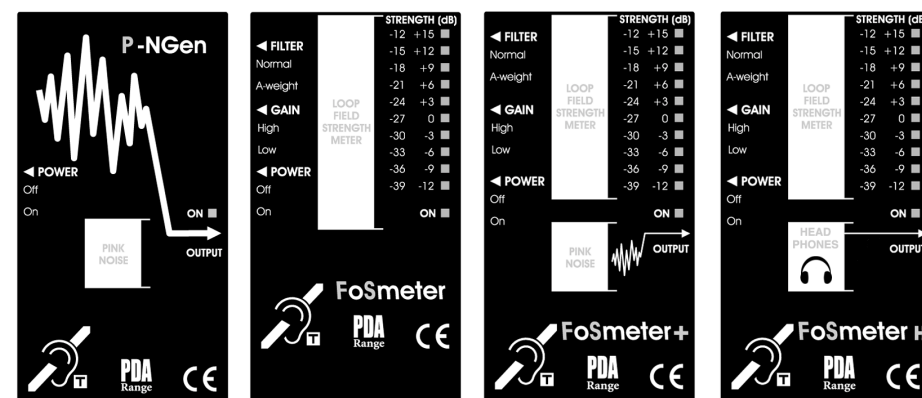 P-NGen
◀ POWER
Off
On
ON
OUTPUT
PINK
NOISE
T
PDA
Range
CE
STRENGTH (dB)
-12 +15
-15 +12
-18 +9
-21 +6
-24 +3
-27 0
-30 -3
-33 -6
-36 -9
-39 -12
ON
◀ FILTER
Normal
A-weight
◀ GAIN
High
Low
◀ POWER
Off
On
LOOP
FIELD
STRENGTH
METER
FoSmeter
T
PDA
Range
CE
STRENGTH (dB)
-12 +15
-15 +12
-18 +9
-21 +6
-24 +3
-27 0
-30 -3
-33 -6
-36 -9
-39 -12
ON
◀ FILTER
Normal
A-weight
◀ GAIN
High
Low
◀ POWER
Off
On
LOOP
FIELD
STRENGTH
METER
PINK
NOISE
OUTPUT
FoSmeter+
T
PDA
Range
CE
STRENGTH (dB
-12 +15
-15 +12
-18 +9
-21 +6
-24 +3
-27 0
-30 -3
-33 -6
-36 -9
-39 -12
ON
◀ FILTER
Normal
A-weight
◀ GAIN
High
Low
◀ POWER
Off
On
LOOP
FIELD
STRENGTH
METER
HEAD
PHONES
OUTPUT
FoSmeter
T
PDA
Range
CE